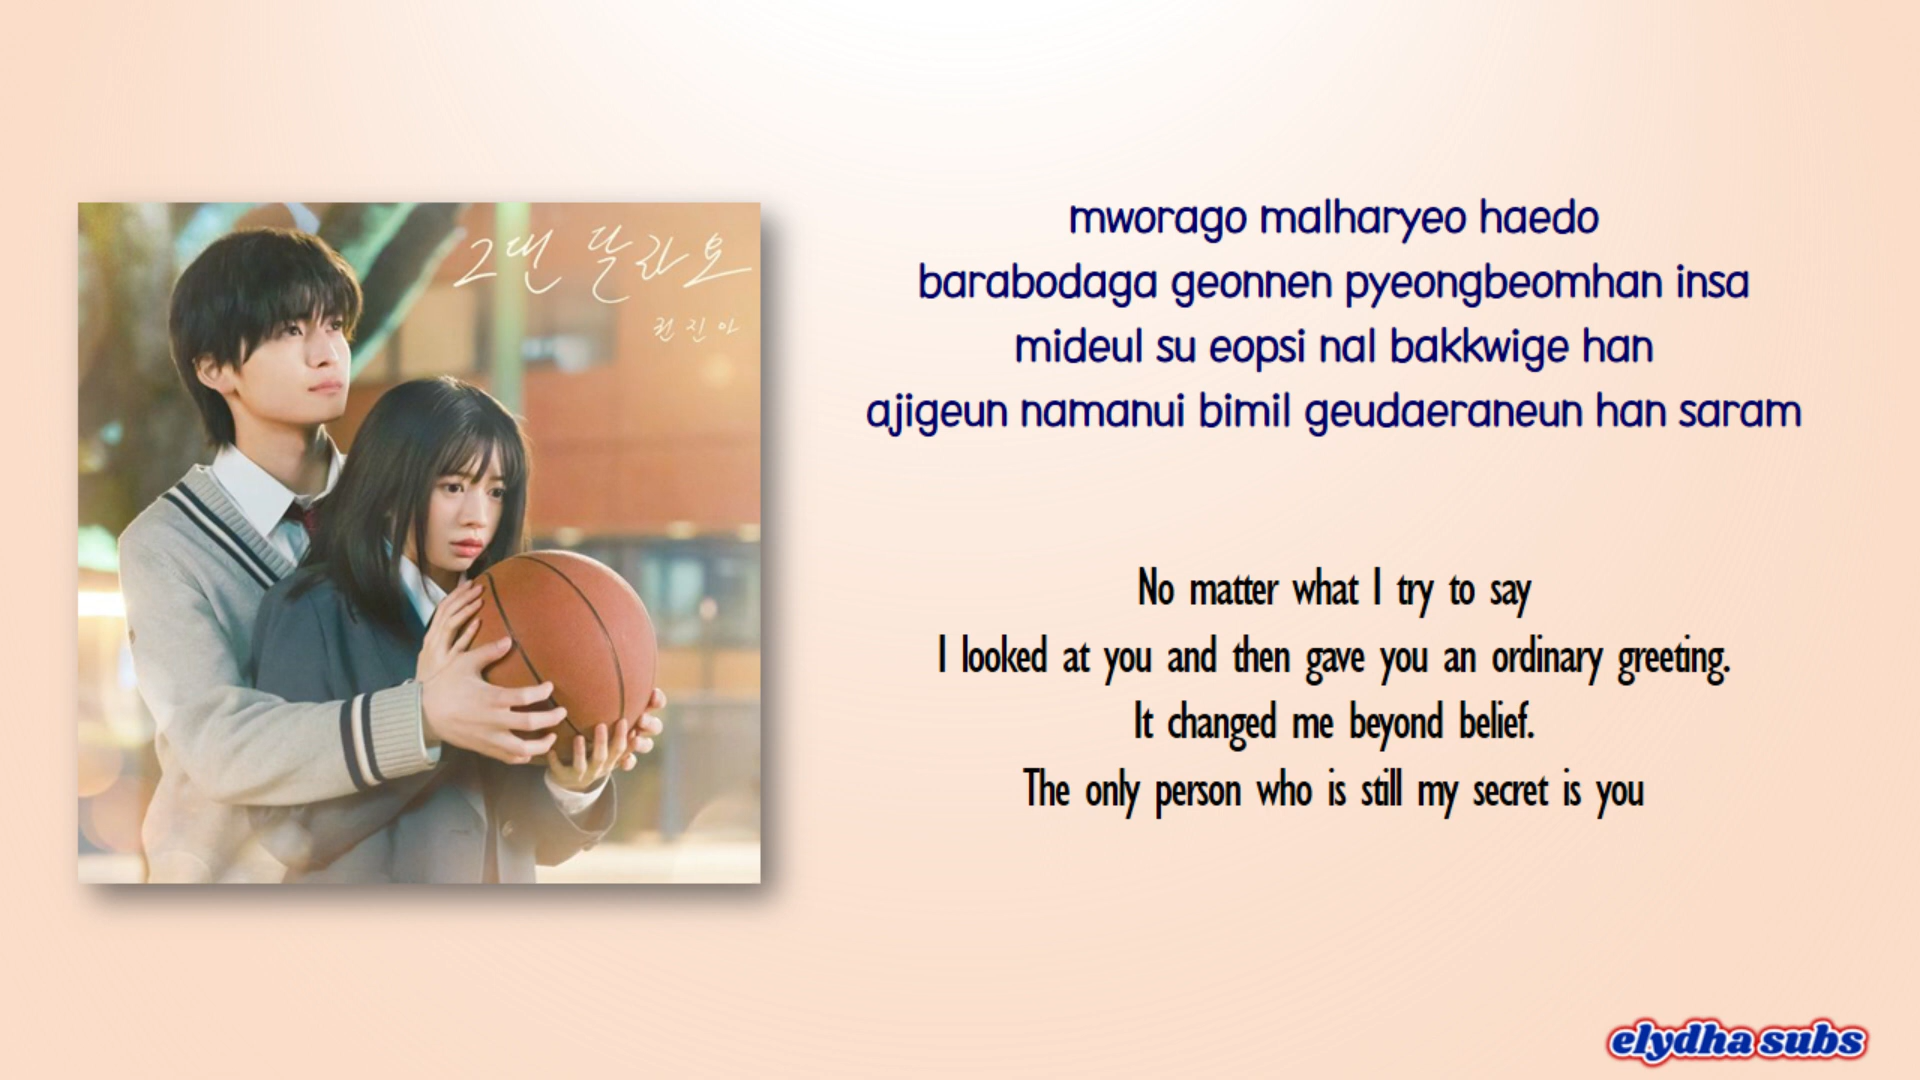 그댄 달라요
권진아
mworago malharyeo haedo
barabodaga geonnen pyeongbeomhan insa
mideul su eopsi nal bakkwige han
ajigeun namanui bimil geudaeraneun han saram
No matter what I try to say
I looked at you and then gave you an ordinary greeting.
It changed me beyond belief.
The only person who is still my secret is you
elydha subs